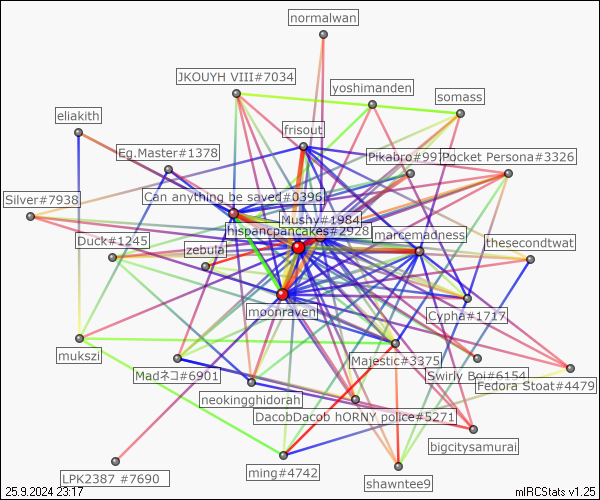 normalwan
JKOUYH VIII#7034
yoshimanden
somass
eliakith
frisout
Eg.Master#1378
Pikabro#99
Pocket Persona#3326
Silver#7938
Can anything be saved#0396
Mushy#1984
hispancpancakes#2928
marcemadness
Duck#1245
zebula
thesecondtwat
moonraven
Cypha#1717
mukszi
Majestic#3375
Madネコ#6901
Swirly Boi#6154
Fedora Stoat#4479
neokingghidorah
DacobDacob hORNY police#5271
bigcitysamurai
LPK2387 #7690
ming#4742
shawntee9
25.9.2024 23:17
mIRCStats v1.25